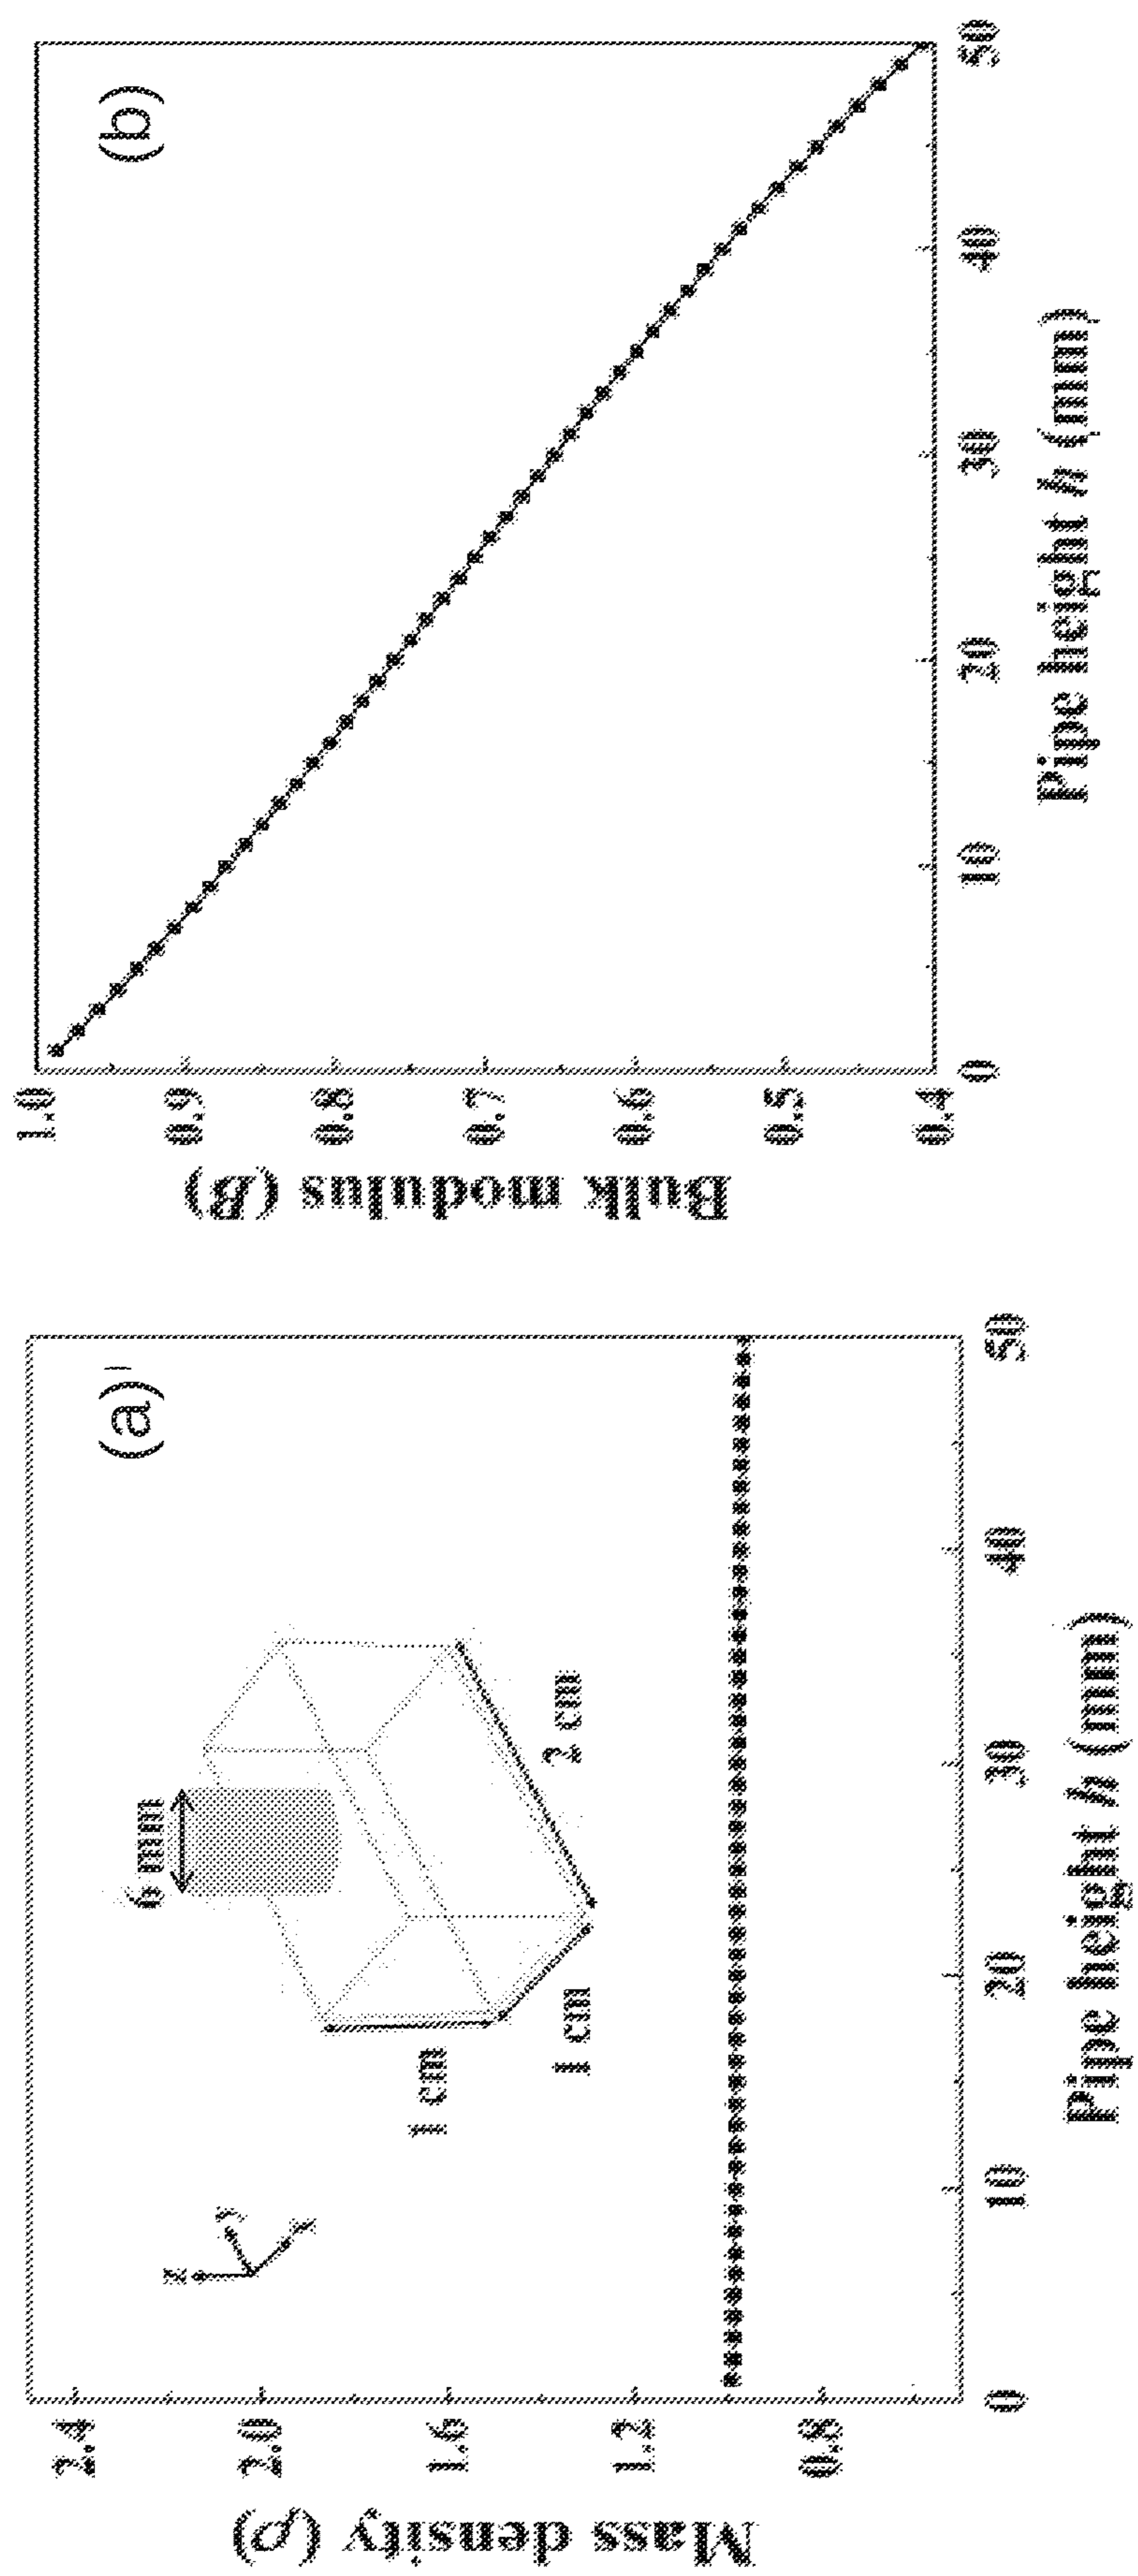 (a)
Mass density (ρ)
2.4
2.0
1.6
1.2
0.8
z
y
x
6 mm
1 cm
1 cm
2 cm
0 10 20 30 40 50
Pipe height h (mm)
(b)
Bulk modulus (B)
1.0
0.9
0.8
0.7
0.6
0.5
0.4
0 10 20 30 40 50
Pipe height h (mm)